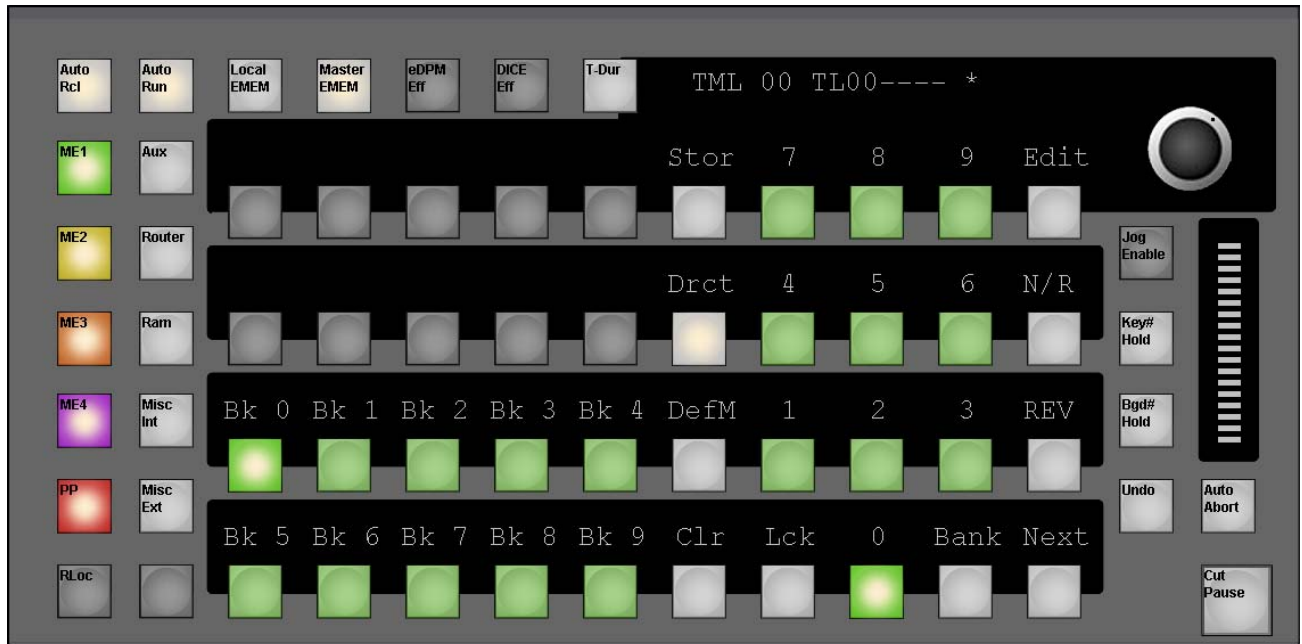 Auto Rcl
Auto Run
Local EMEM
Master EMEM
eDPM Eff
DICE Eff
T-Dur
TML 00 TL00---- *
ME1
Aux
Stor 7 8 9 Edit
ME2
Router
Jog Enable
Drct 4 5 6 N/R
ME3
Ram
Key# Hold
ME4
Misc Int
Bk 0 Bk 1 Bk 2 Bk 3 Bk 4 DefM 1 2 3 REV
Bgd# Hold
PP
Misc Ext
Undo
Auto Abort
Bk 5 Bk 6 Bk 7 Bk 8 Bk 9 Clr Lck 0 Bank Next
RLoc
Cut Pause